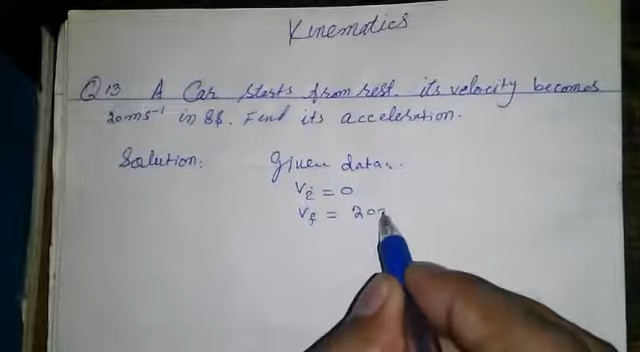 Kinematics
Q13 A Car starts from rest. its velocity becomes
20ms⁻¹ in 8s. Find its acceleration.
Solution: Given data:
Vi = 0
Vf = 20